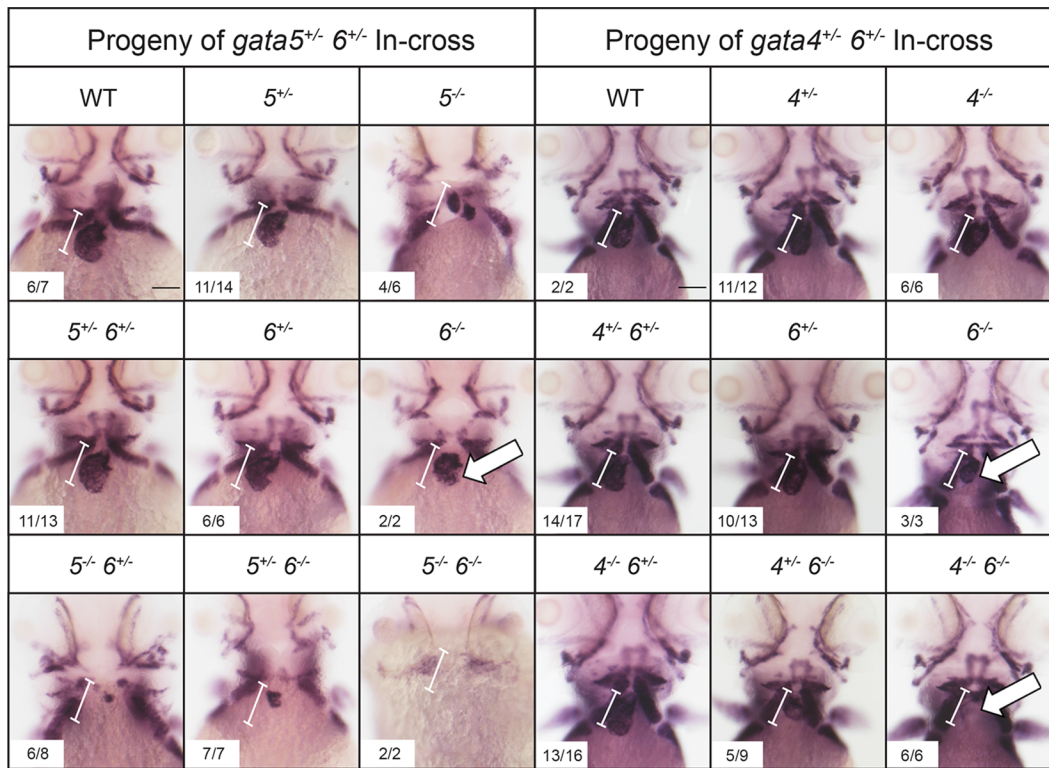 Progeny of gata5+/- 6+/- In-cross Progeny of gata4+/- 6+/- In-cross
WT 5+/- 5-/- WT 4+/- 4-/-
6/7 11/14 4/6 2/2 11/12 6/6
5+/- 6+/- 6+/- 6-/- 4+/- 6+/- 6+/- 6-/-
11/13 6/6 2/2 14/17 10/13 3/3
5-/- 6+/- 5+/- 6-/- 5-/- 6-/- 4-/- 6+/- 4+/- 6-/- 4-/- 6-/-
6/8 7/7 2/2 13/16 5/9 6/6